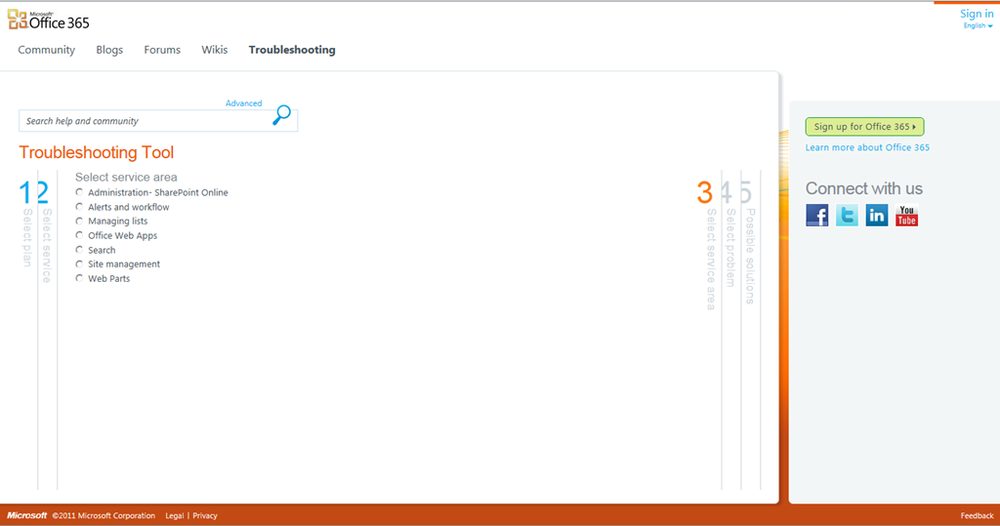 Microsoft
Office 365
Sign in
English
Community Blogs Forums Wikis Troubleshooting
Advanced
Search help and community
Sign up for Office 365
Learn more about Office 365
Troubleshooting Tool
1 Select plan
2 Select service
Select service area
Administration- SharePoint Online
Alerts and workflow
Managing lists
Office Web Apps
Search
Site management
Web Parts
3 Select service area
4 Select problem
5 Possible solutions
Connect with us
f
t
in
You
Tube
Microsoft ©2011 Microsoft Corporation Legal | Privacy
Feedback